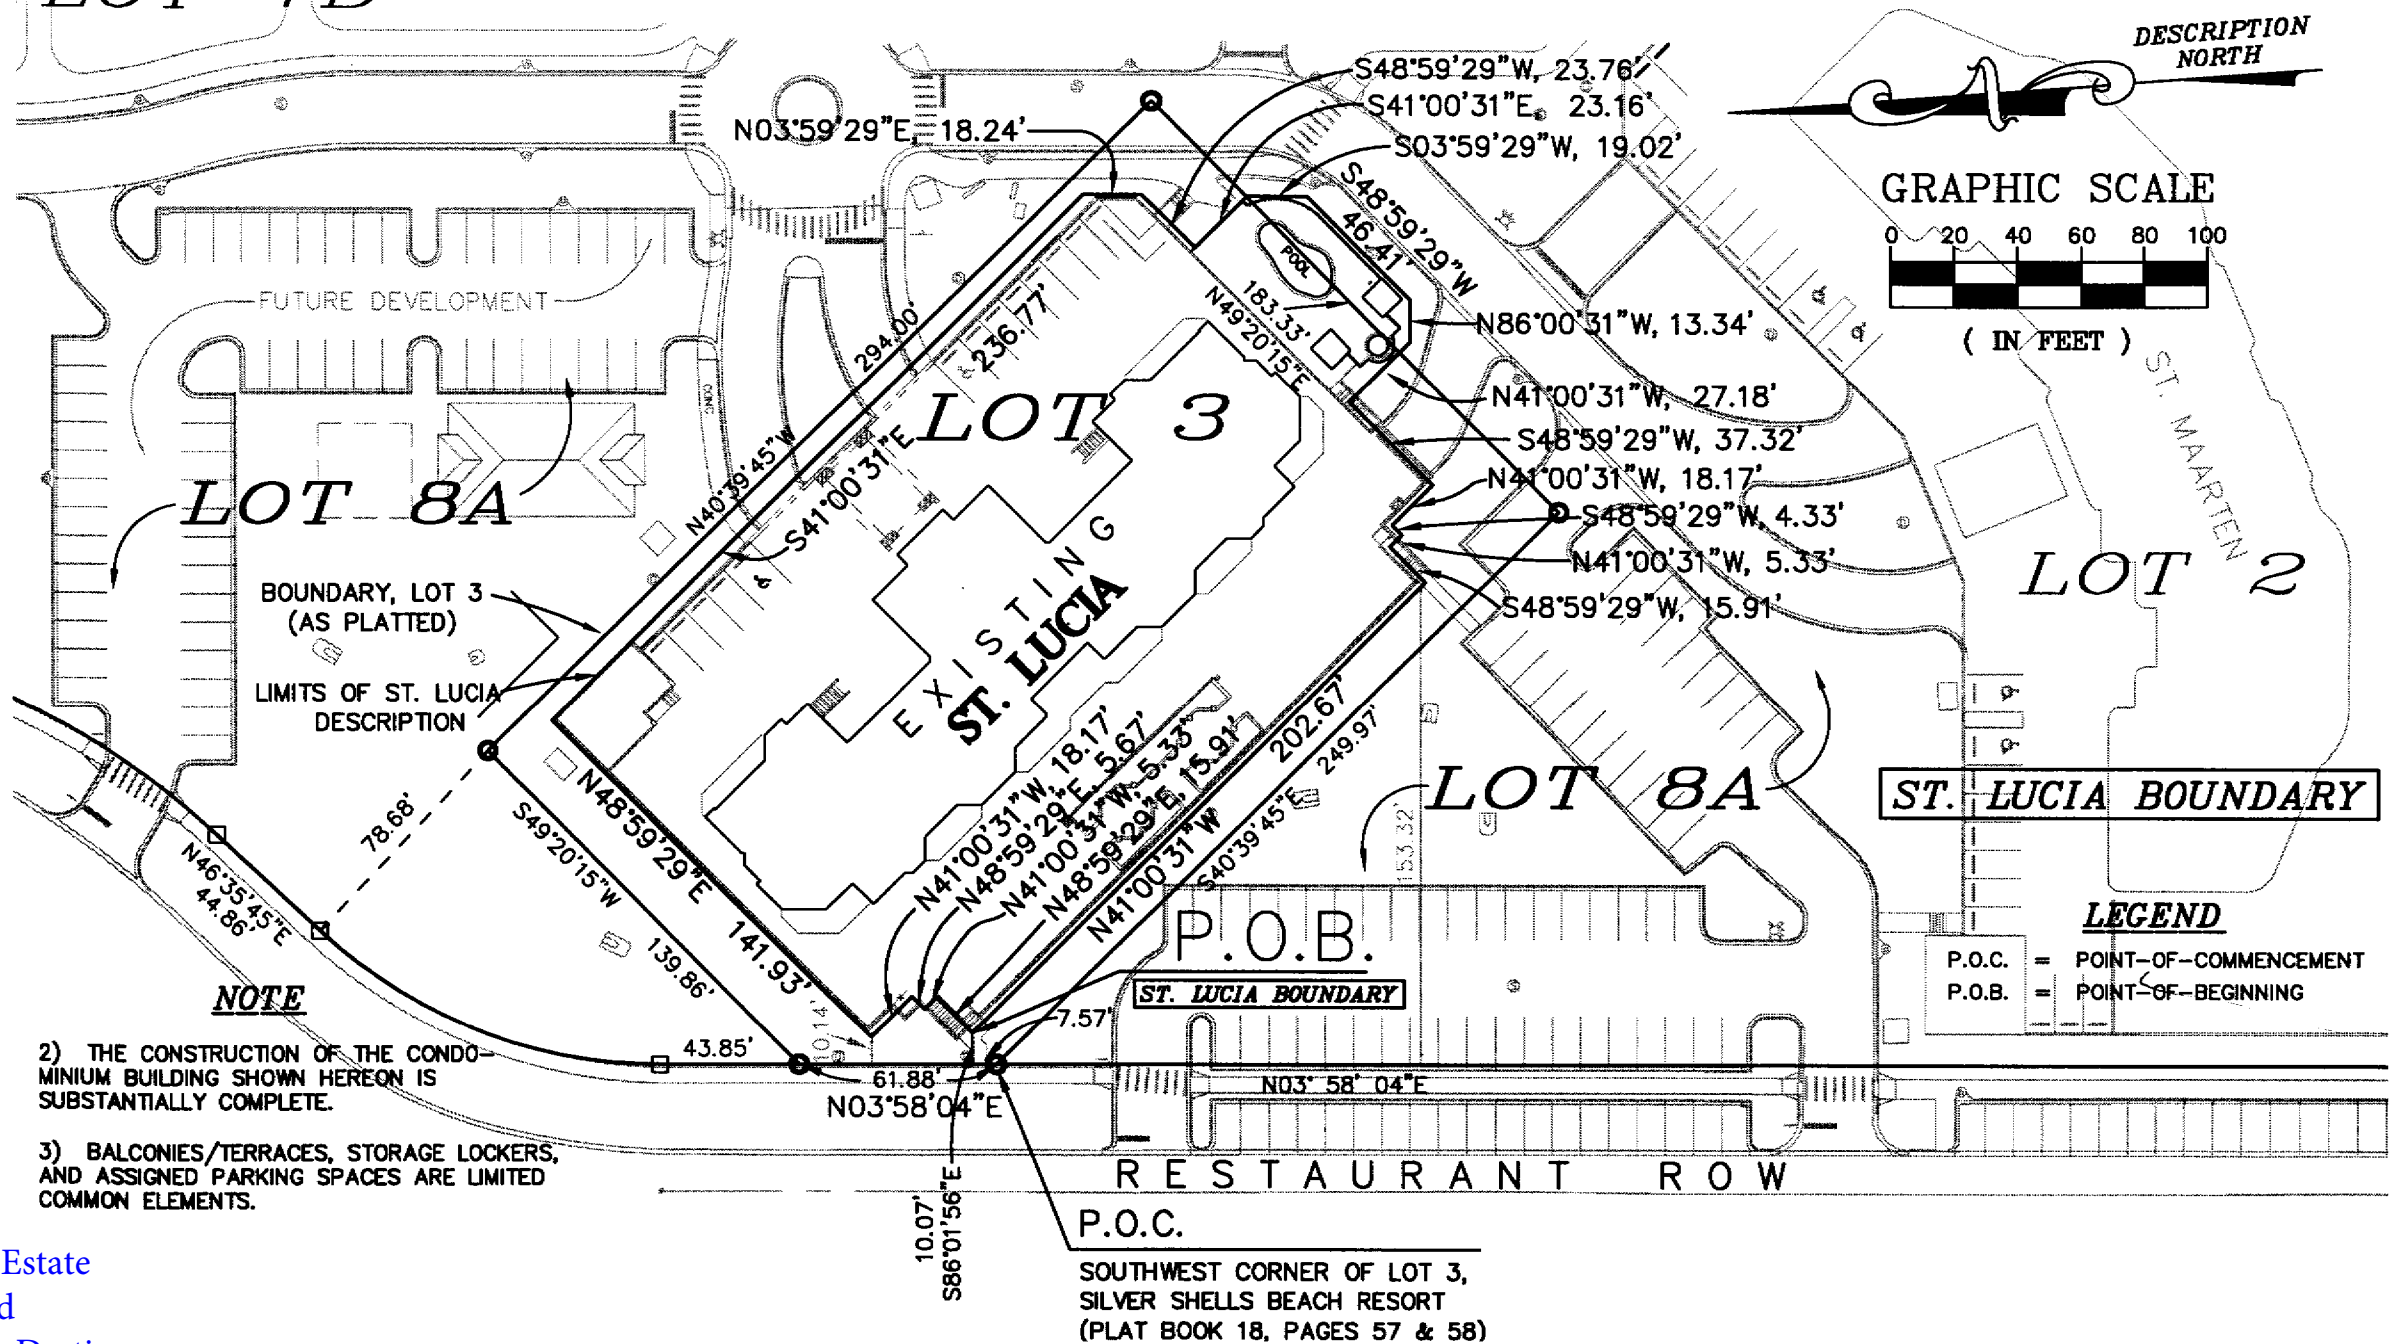 LOT 7B
DESCRIPTION
NORTH
S48°59'29"W, 23.76'
S41°00'31"E, 23.16'
N03°59'29"E, 18.24'
S03°59'29"W, 19.02'
S48°59'29"W
46.41'
GRAPHIC SCALE
0 20 40 60 80 100
( IN FEET )
POOL
183.33'
N49°20'15"E
N86°00'31"W, 13.34'
FUTURE DEVELOPMENT
294.00'
N40°39'45"W
236.77'
S41°00'31"E
CONC
LOT 3
N41°00'31"W, 27.18'
S48°59'29"W, 37.32'
N41°00'31"W, 18.17'
S48°59'29"W, 4.33'
N41°00'31"W, 5.33'
S48°59'29"W, 15.91'
ST. MAARTEN
LOT 2
LOT 8A
BOUNDARY, LOT 3
(AS PLATTED)
LIMITS OF ST. LUCIA
DESCRIPTION
EXISTING
ST. LUCIA
78.68'
N46°35'45"E
44.86'
S49°20'15"W
139.86'
N48°59'29"E
141.93'
N41°00'31"W, 18.17'
N48°59'29"E, 5.67'
N41°00'31"W, 5.33'
N48°59'29"E, 15.91'
N41°00'31"W
202.67'
S40°39'45"E
249.97'
153.32'
LOT 8A
ST. LUCIA BOUNDARY
P.O.B.
ST. LUCIA BOUNDARY
LEGEND
P.O.C. = POINT-OF-COMMENCEMENT
P.O.B. = POINT-OF-BEGINNING
NOTE
2) THE CONSTRUCTION OF THE CONDO-
MINIUM BUILDING SHOWN HEREON IS
SUBSTANTIALLY COMPLETE.
3) BALCONIES/TERRACES, STORAGE LOCKERS,
AND ASSIGNED PARKING SPACES ARE LIMITED
COMMON ELEMENTS.
43.85'
10.14'
7.57'
61.88'
N03°58'04"E
N03° 58' 04"E
10.07'
S86°01'56"E
RESTAURANT ROW
P.O.C.
SOUTHWEST CORNER OF LOT 3,
SILVER SHELLS BEACH RESORT
(PLAT BOOK 18, PAGES 57 & 58)
Estate